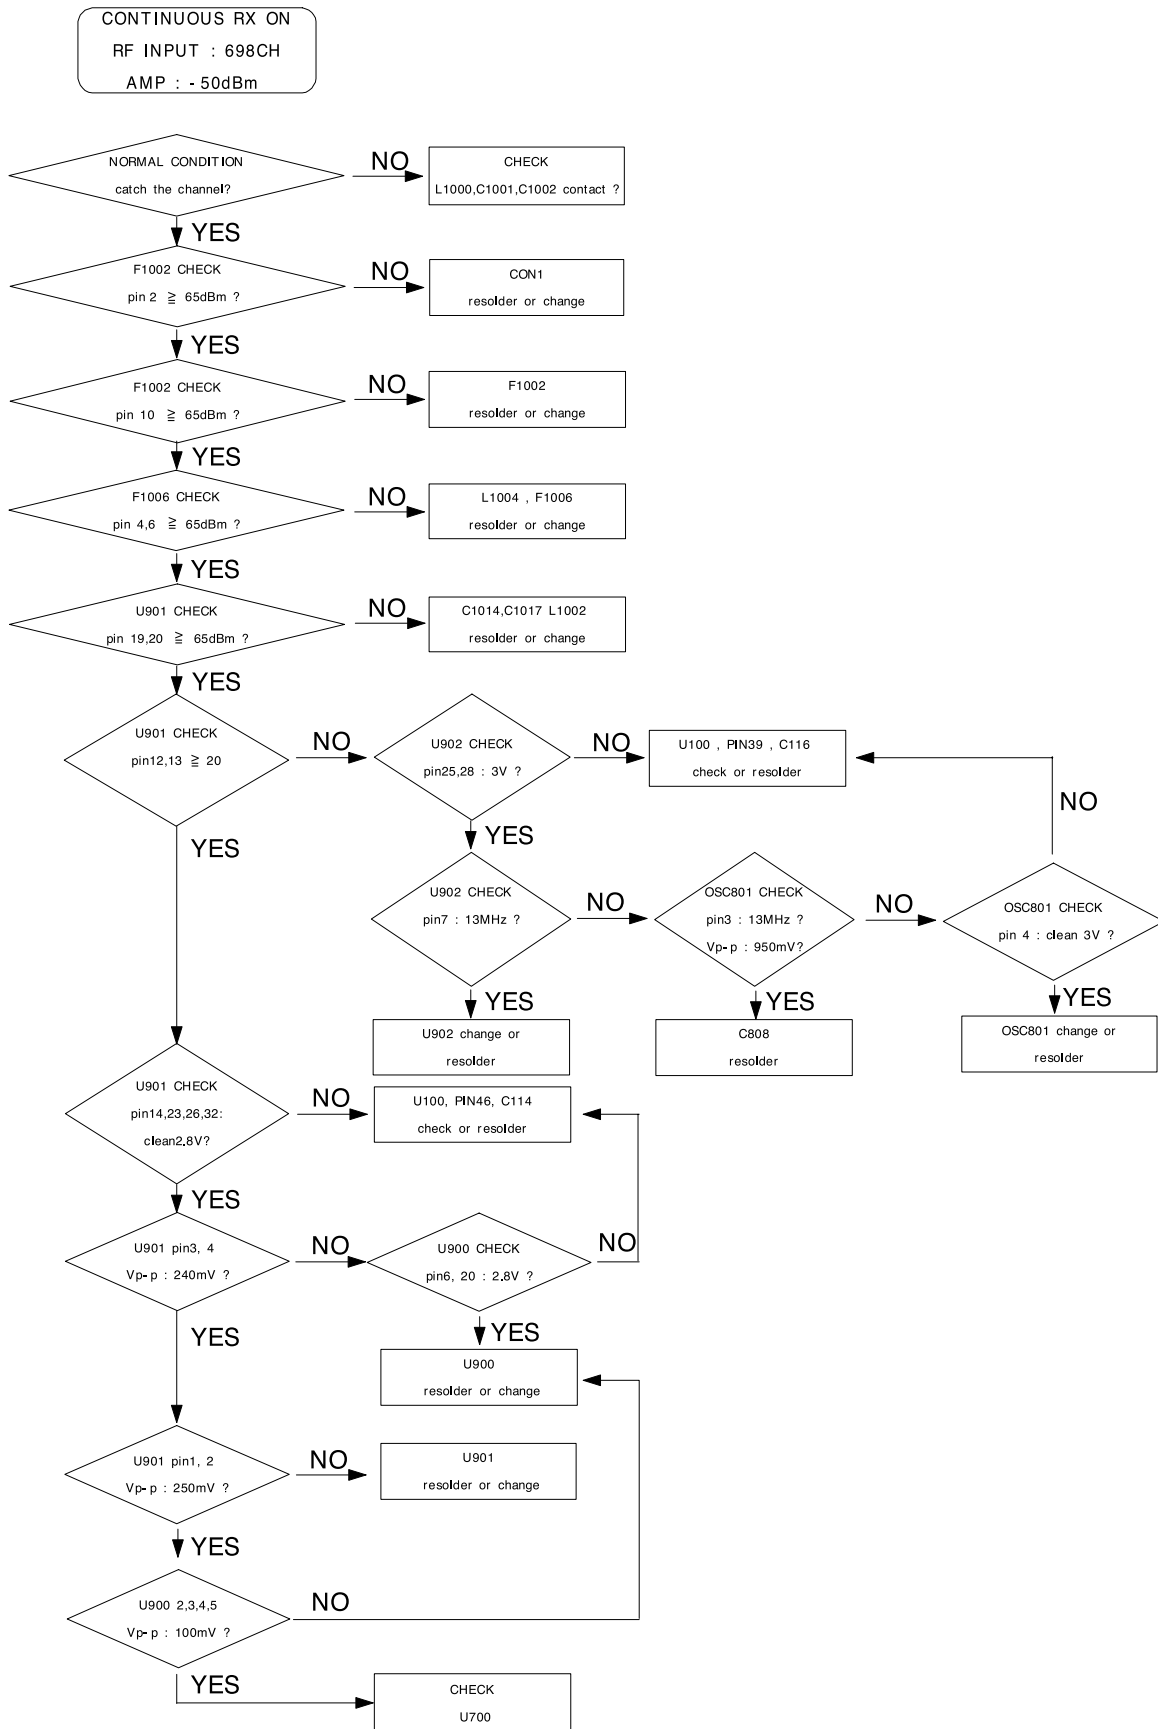 CONTINUOUS RX ON
RF INPUT : 698CH
AMP : -50dBm
NORMAL CONDITION
catch the channel?
NO
CHECK
L1000,C1001,C1002 contact ?
YES
F1002 CHECK
pin 2 ≧ 65dBm ?
NO
CON1
resolder or change
YES
F1002 CHECK
pin 10 ≧ 65dBm ?
NO
F1002
resolder or change
YES
F1006 CHECK
pin 4,6 ≧ 65dBm ?
NO
L1004 , F1006
resolder or change
YES
U901 CHECK
pin 19,20 ≧ 65dBm ?
NO
C1014,C1017 L1002
resolder or change
YES
U901 CHECK
pin12,13 ≧ 20
NO
U902 CHECK
pin25,28 : 3V ?
NO
U100 , PIN39 , C116
check or resolder
NO
YES
YES
U902 CHECK
pin7 : 13MHz ?
NO
OSC801 CHECK
pin3 : 13MHz ?
Vp-p : 950mV?
NO
OSC801 CHECK
pin 4 : clean 3V ?
YES
YES
YES
U902 change or
resolder
C808
resolder
OSC801 change or
resolder
U901 CHECK
pin14,23,26,32:
clean2.8V?
NO
U100, PIN46, C114
check or resolder
YES
U901 pin3, 4
Vp-p : 240mV ?
NO
U900 CHECK
pin6, 20 : 2.8V ?
NO
YES
YES
U900
resolder or change
U901 pin1, 2
Vp-p : 250mV ?
NO
U901
resolder or change
YES
U900 2,3,4,5
Vp-p : 100mV ?
NO
YES
CHECK
U700